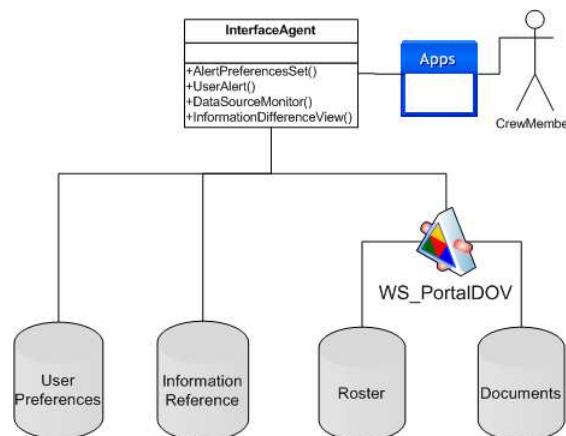 InterfaceAgent
+AlertPreferencesSet()
+UserAlert()
+DataSourceMonitor()
+InformationDifferenceView()
Apps
CrewMember
WS_PortalDOV
User
Preferences
Information
Reference
Roster
Documents